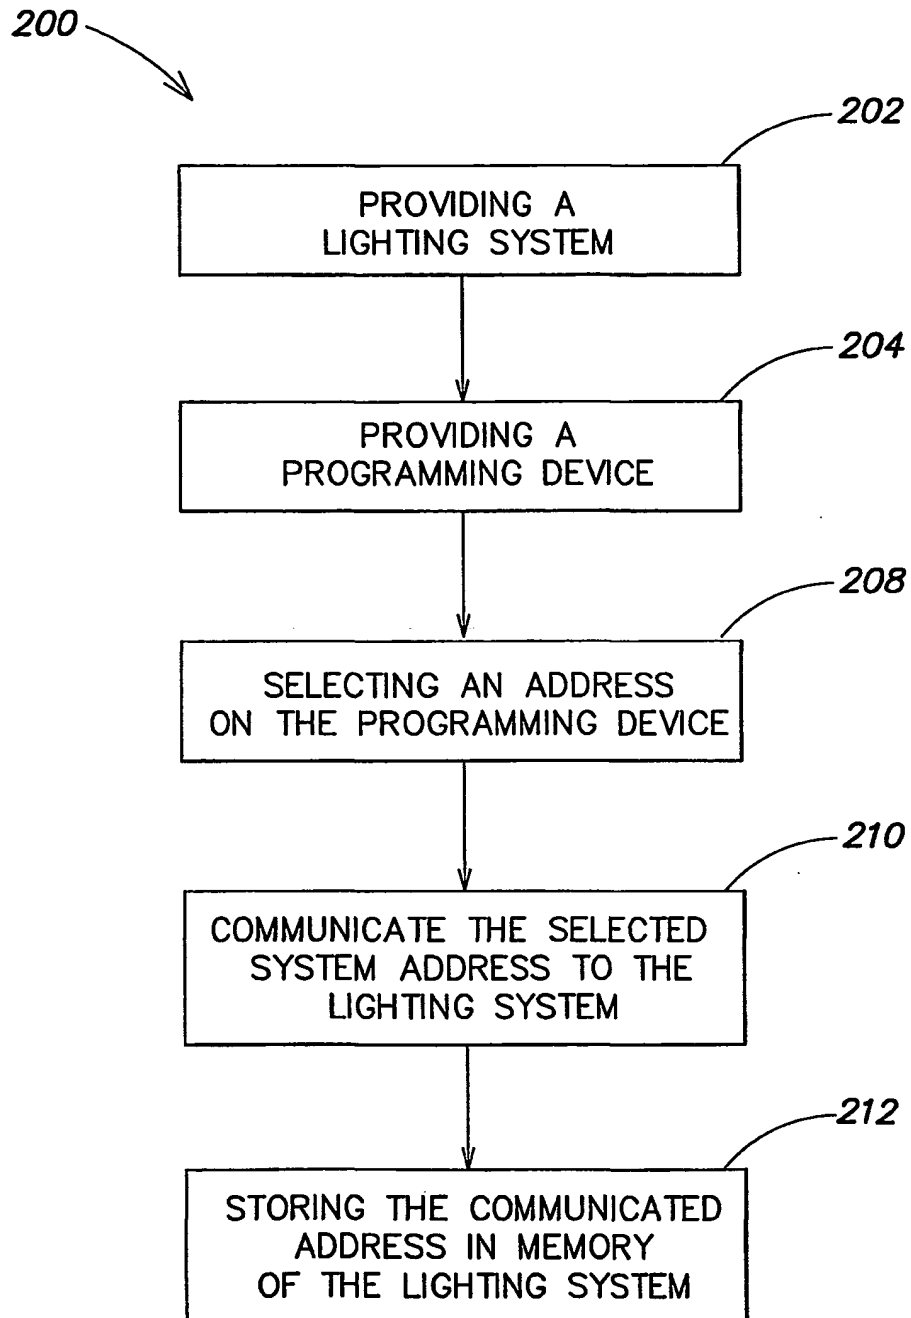 200
202
PROVIDING A
LIGHTING SYSTEM
204
PROVIDING A
PROGRAMMING DEVICE
208
SELECTING AN ADDRESS
ON THE PROGRAMMING DEVICE
210
COMMUNICATE THE SELECTED
SYSTEM ADDRESS TO THE
LIGHTING SYSTEM
212
STORING THE COMMUNICATED
ADDRESS IN MEMORY
OF THE LIGHTING SYSTEM